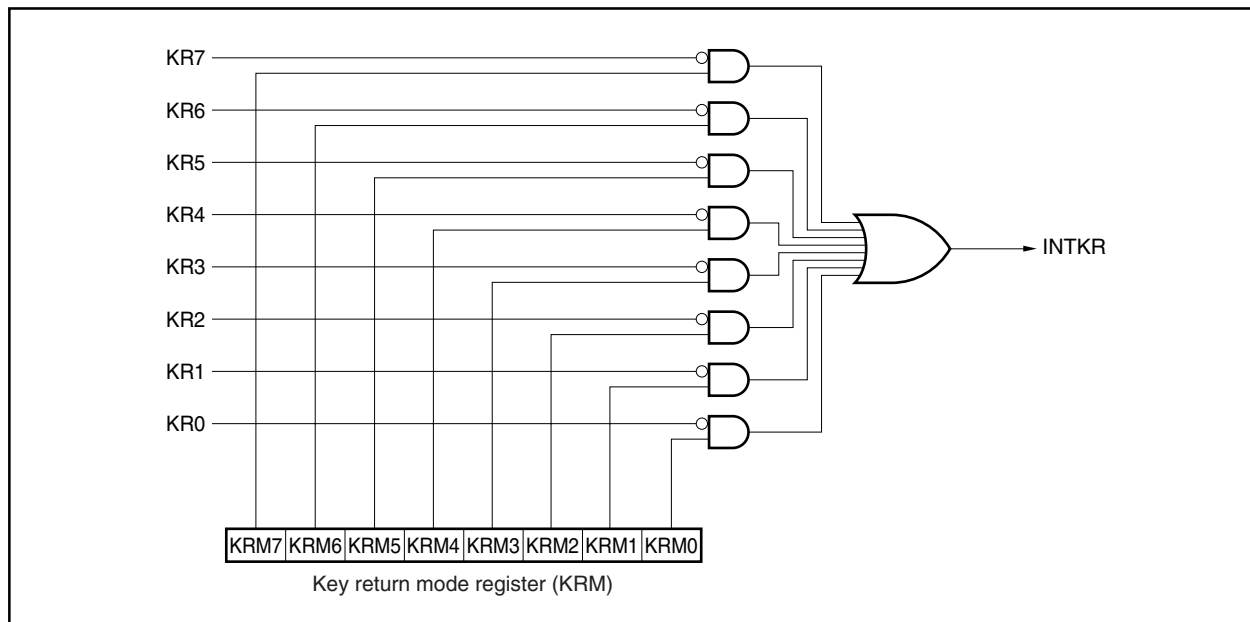 KR7
KR6
KR5
KR4
KR3
KR2
KR1
KR0
INTKR
KRM7 KRM6 KRM5 KRM4 KRM3 KRM2 KRM1 KRM0
Key return mode register (KRM)